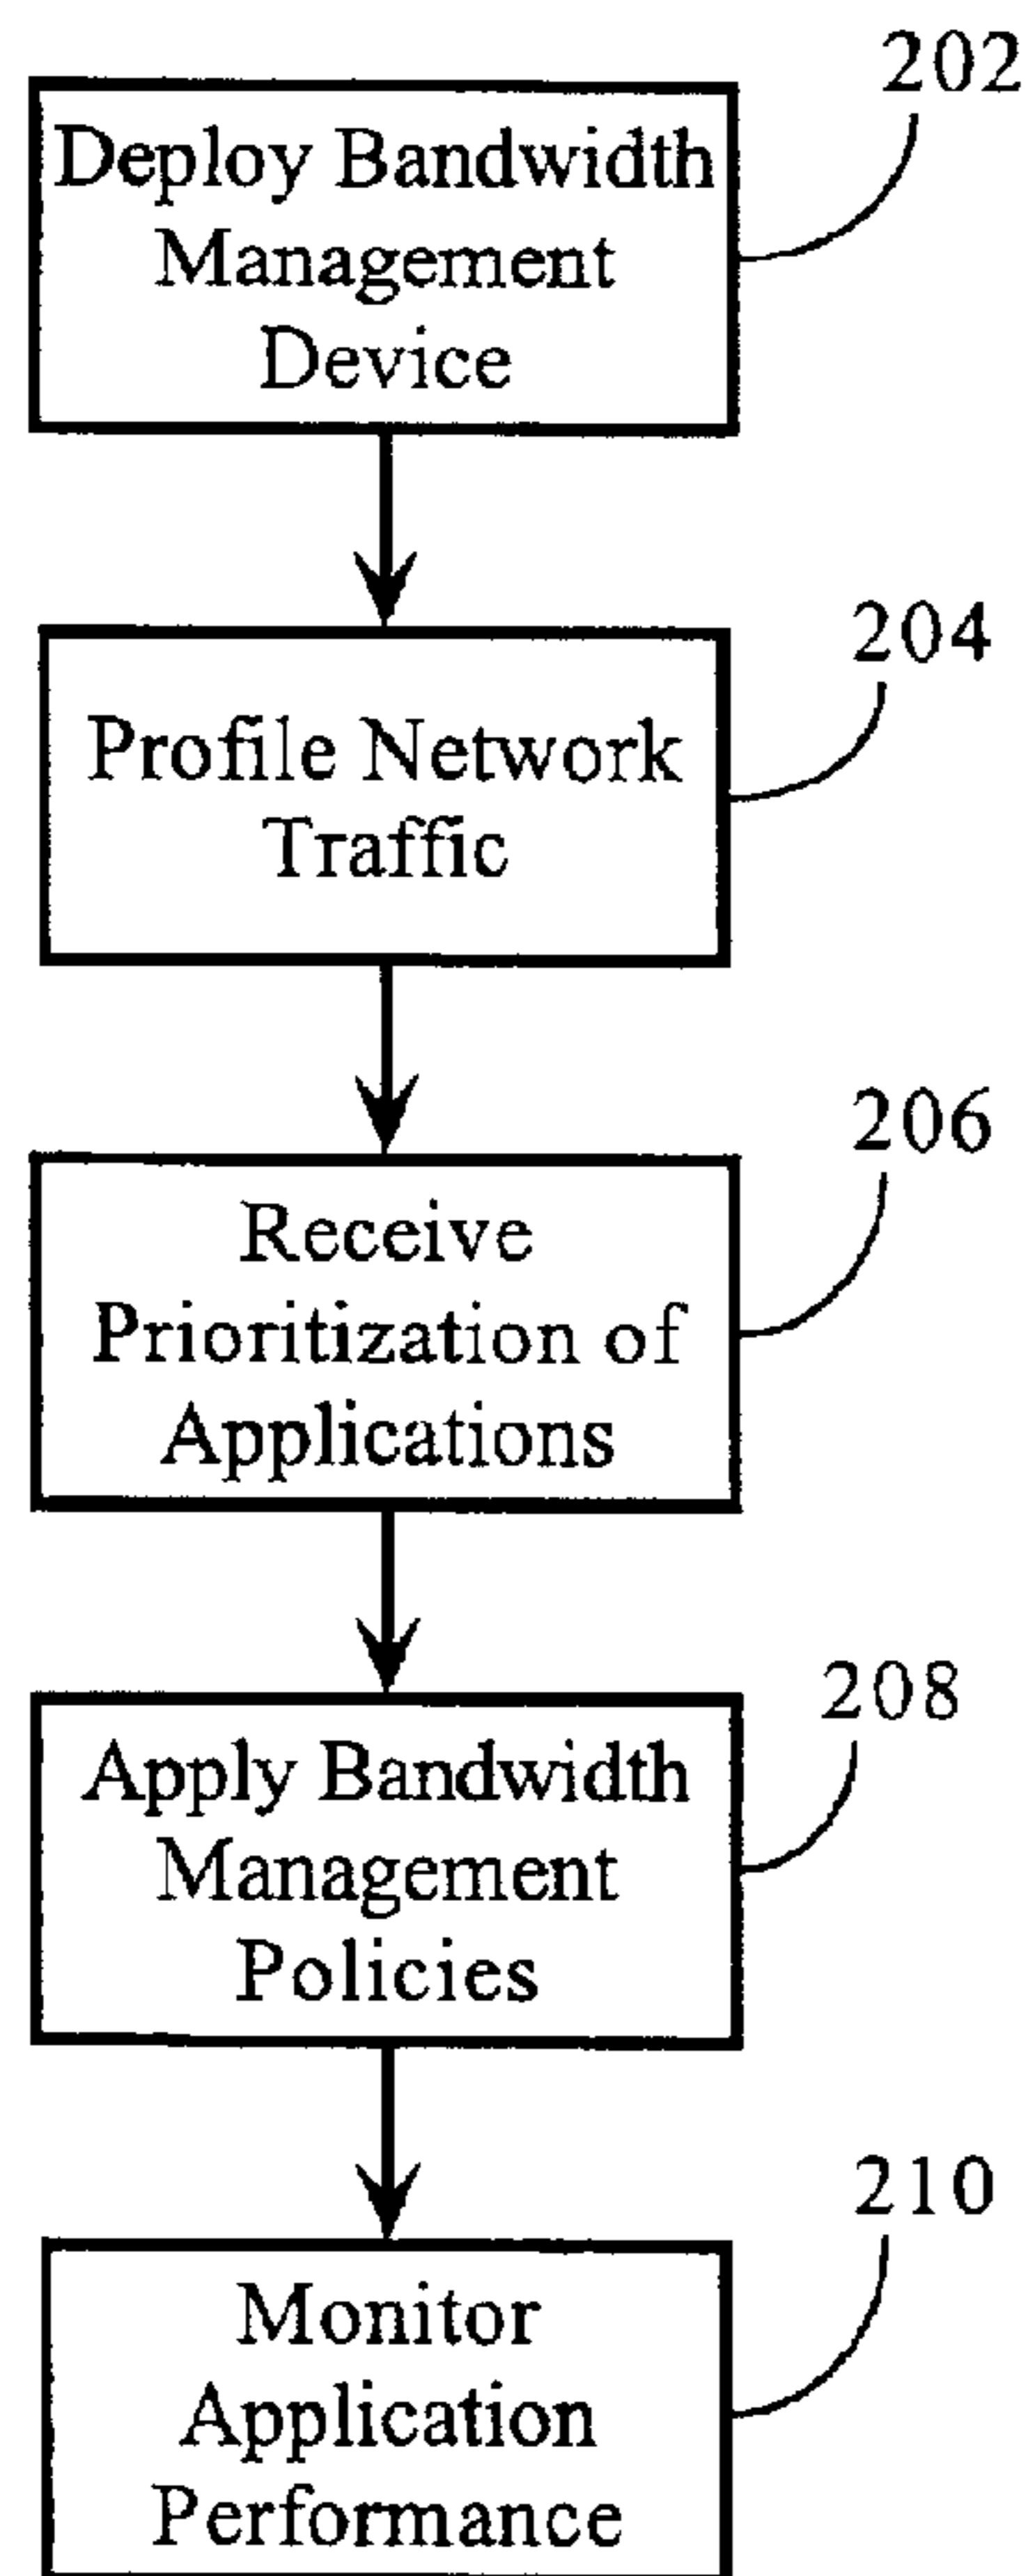 202
Deploy Bandwidth
Management
Device
204
Profile Network
Traffic
206
Receive
Prioritization of
Applications
208
Apply Bandwidth
Management
Policies
210
Monitor
Application
Performance